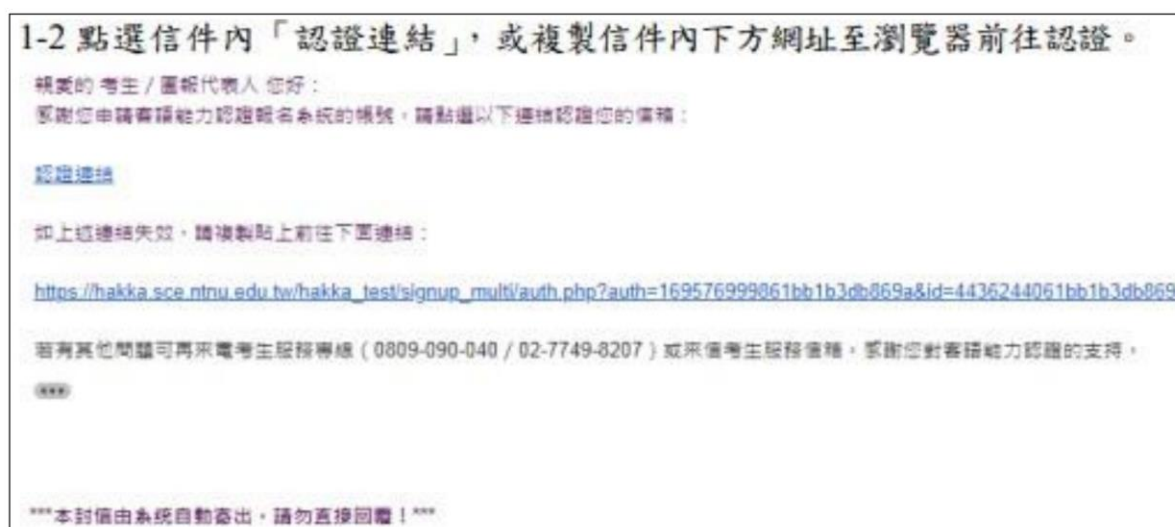 1-2 點選信件內「認證連結」，或複製信件內下方網址至瀏覽器前往認證。
親愛的 考生 / 團報代表人 您好：
感謝您申請客語能力認證報名系統的帳號，請點選以下連結認證您的信箱：
認證連結
如上述連結失效，請複製貼上前往下面連結：
https://hakka.sce.ntnu.edu.tw/hakka_test/signup_multi/auth.php?auth=169576999861bb1b3db869a&id=4436244061bb1b3db869
若有其他問題可再來電考生服務專線（0809-090-040 / 02-7749-8207）或來信考生服務信箱，感謝您對客語能力認證的支持。
***本封信由系統自動寄出，請勿直接回覆！***